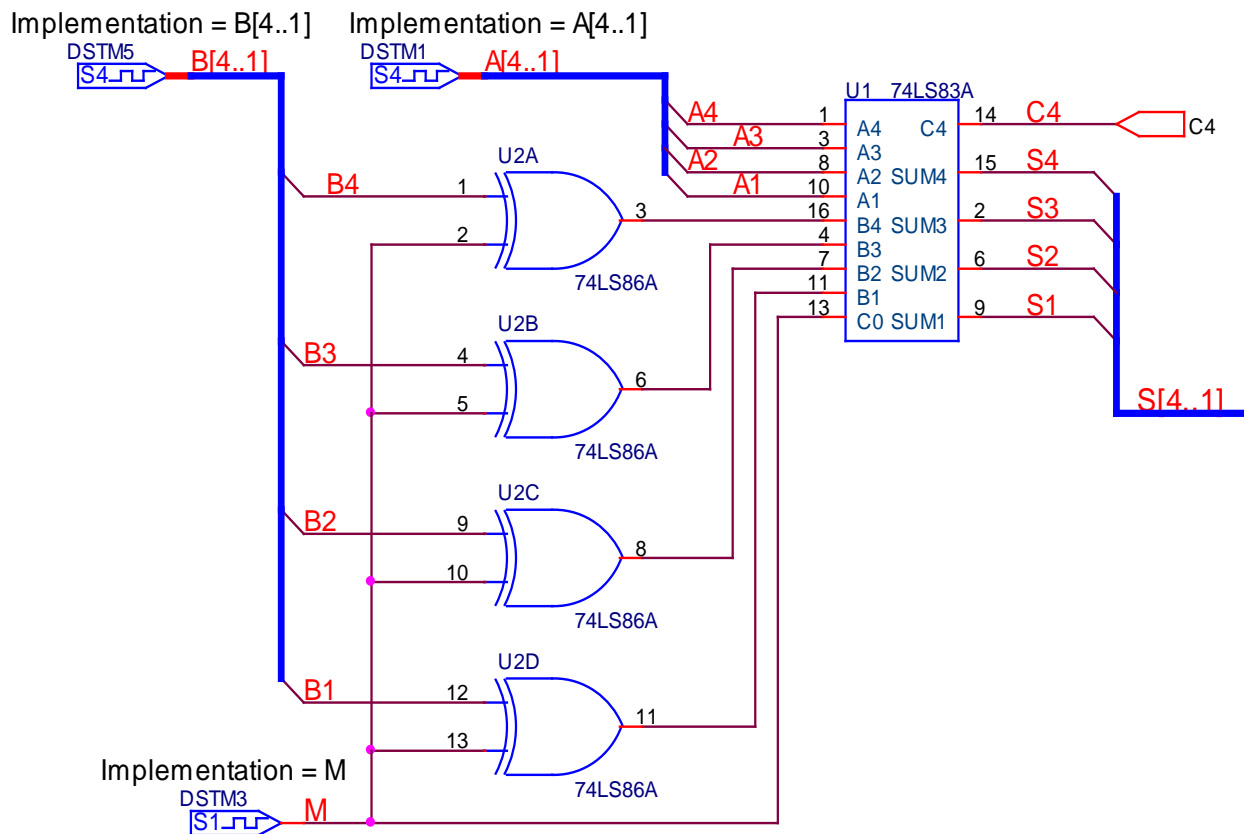 Implementation = B[4..1]
Implementation = A[4..1]
DSTM5
B[4..1]
DSTM1
A[4..1]
S4
S4
U1 74LS83A
A4 1 A4 C4 14 C4 C4
A3 3 A3
A2 8 A2 SUM4 15 S4
A1 10 A1
16 B4 SUM3 2 S3
4 B3
7 B2 SUM2 6 S2
11 B1
13 C0 SUM1 9 S1
S[4..1]
U2A
B4 1
2
3
74LS86A
U2B
B3 4
5
6
74LS86A
U2C
B2 9
10
8
74LS86A
U2D
B1 12
13
11
74LS86A
Implementation = M
DSTM3
S1
M